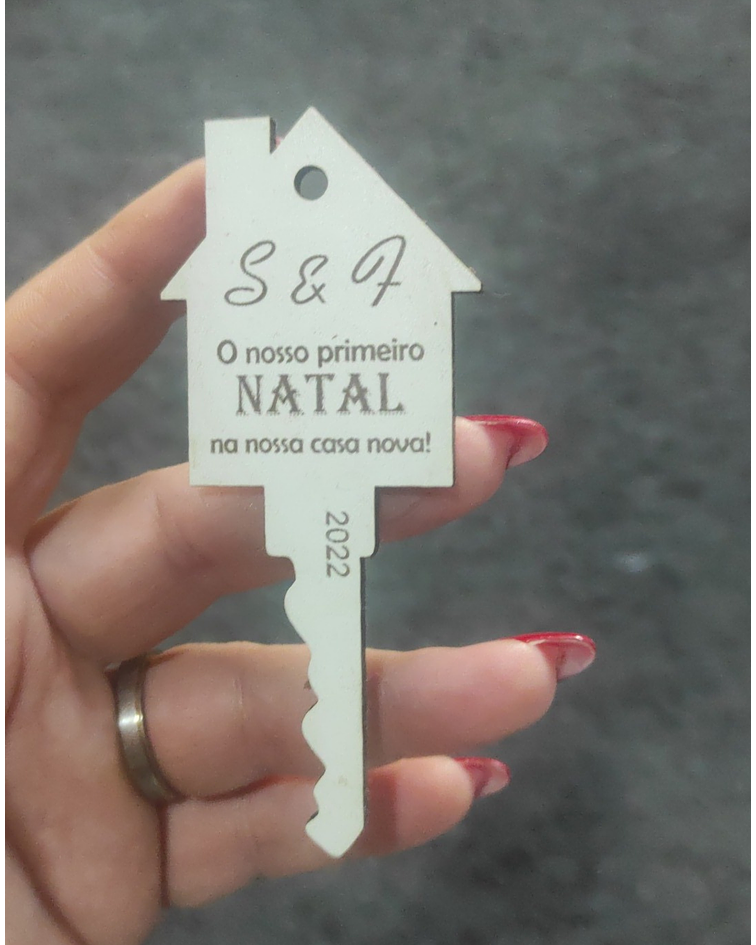 S & F
O nosso primeiro
NATAL
na nossa casa nova!
2022